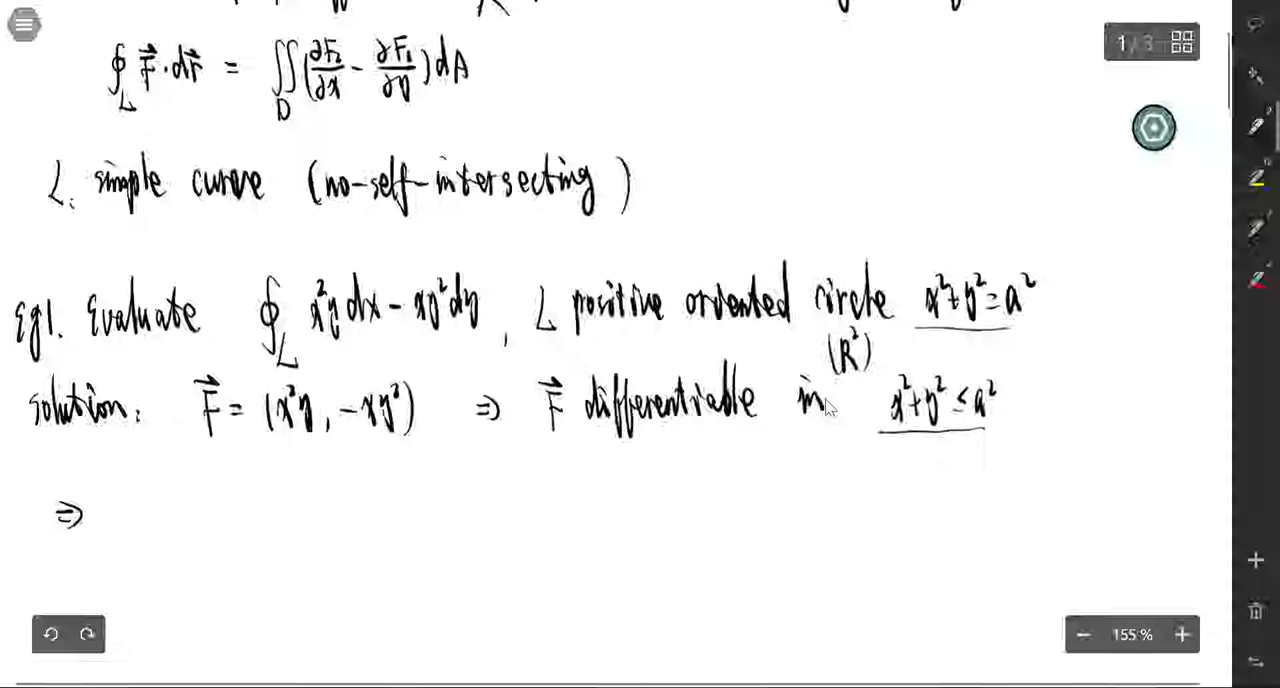 1/3
∮_L F⃗·dr⃗ = ∬_D (∂F₂/∂x - ∂F₁/∂y) dA
L. simple curve (no-self-intersecting)
Eg1. Evaluate ∮_L x²y dx - xy² dy, L positive oriented circle x²+y²=a²
(R²)
solution: F⃗ = (x²y, -xy²) ⇒ F⃗ differentiable in x²+y² ≤ a²
⇒
155 %